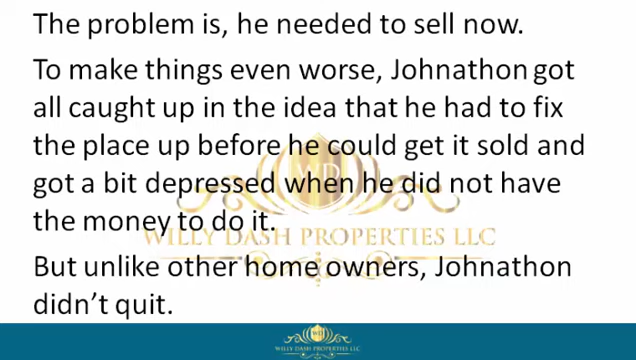 The problem is, he needed to sell now.
To make things even worse, Johnathon got
all caught up in the idea that he had to fix
the place up before he could get it sold and
got a bit depressed when he did not have
the money to do it.
WD
WILLY DASH PROPERTIES LLC
But unlike other home owners, Johnathon
didn’t quit.
WD
WILLY DASH PROPERTIES LLC